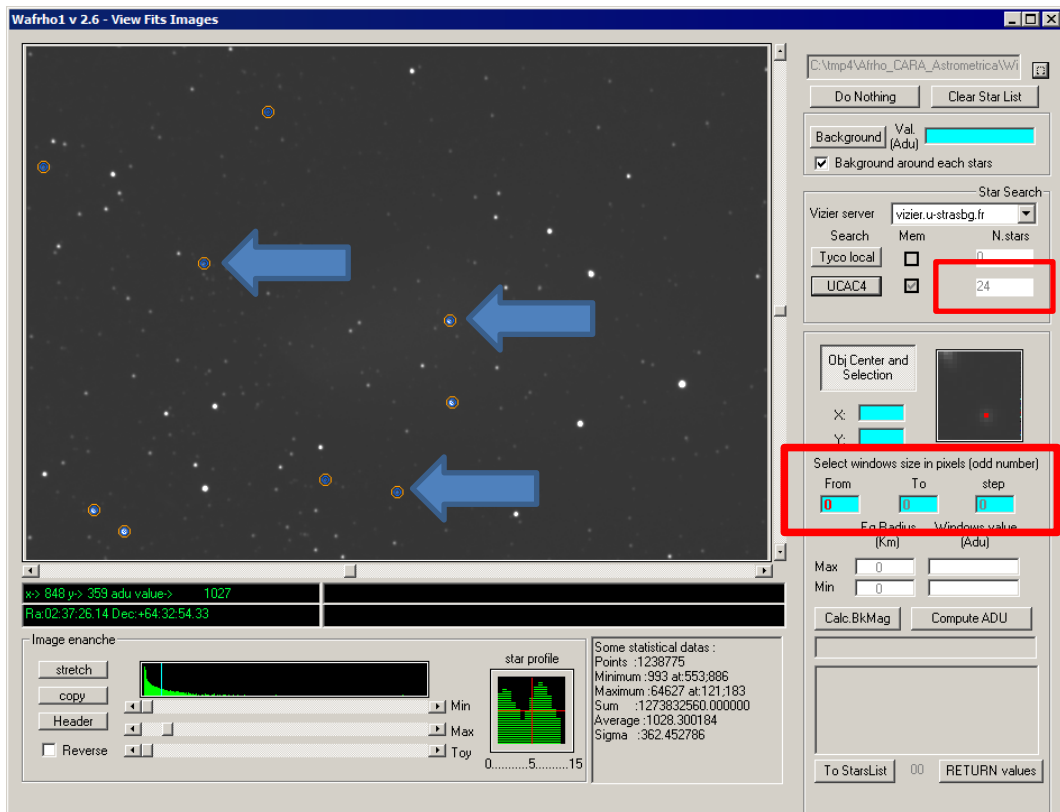 Wafrho1 v 2.6 - View Fits Images
C:\tmp4\Afrho_CARA_Astrometrica\Wi
Do Nothing Clear Star List
Background Val. (Adu)
Bakground around each stars
Star Search
Vizier server vizier.u-strasbg.fr
Search Mem N.stars
Tyco local 0
UCAC4 24
Obj Center and
Selection
X:
Y:
Select windows size in pixels (odd number)
From To step
0 0 0
Eq.Radius Windows value
(Km) (Adu)
Max 0
Min 0
Calc.BkMag Compute ADU
To StarsList 00 RETURN values
x-> 848 y-> 359 adu value-> 1027
Ra:02:37:26.14 Dec:+64:32:54.33
Image enanche
stretch
copy
Header
Reverse
Min
Max
Toy
star profile
0..........5..........15
Some statistical datas :
Points :1238775
Minimum :993 at:553;886
Maximum :64627 at:121;183
Sum :1273832560.000000
Average :1028.300184
Sigma :362.452786